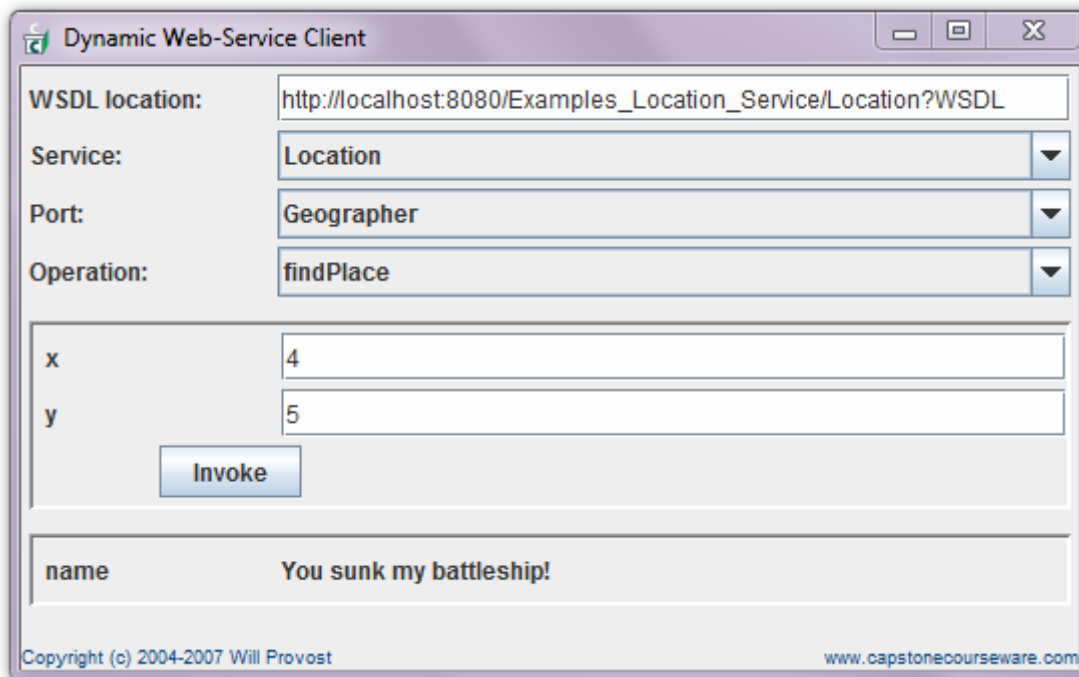 Dynamic Web-Service Client
WSDL location: http://localhost:8080/Examples_Location_Service/Location?WSDL
Service: Location
Port: Geographer
Operation: findPlace
x 4
y 5
Invoke
name You sunk my battleship!
Copyright (c) 2004-2007 Will Provost www.capstonecourseware.com